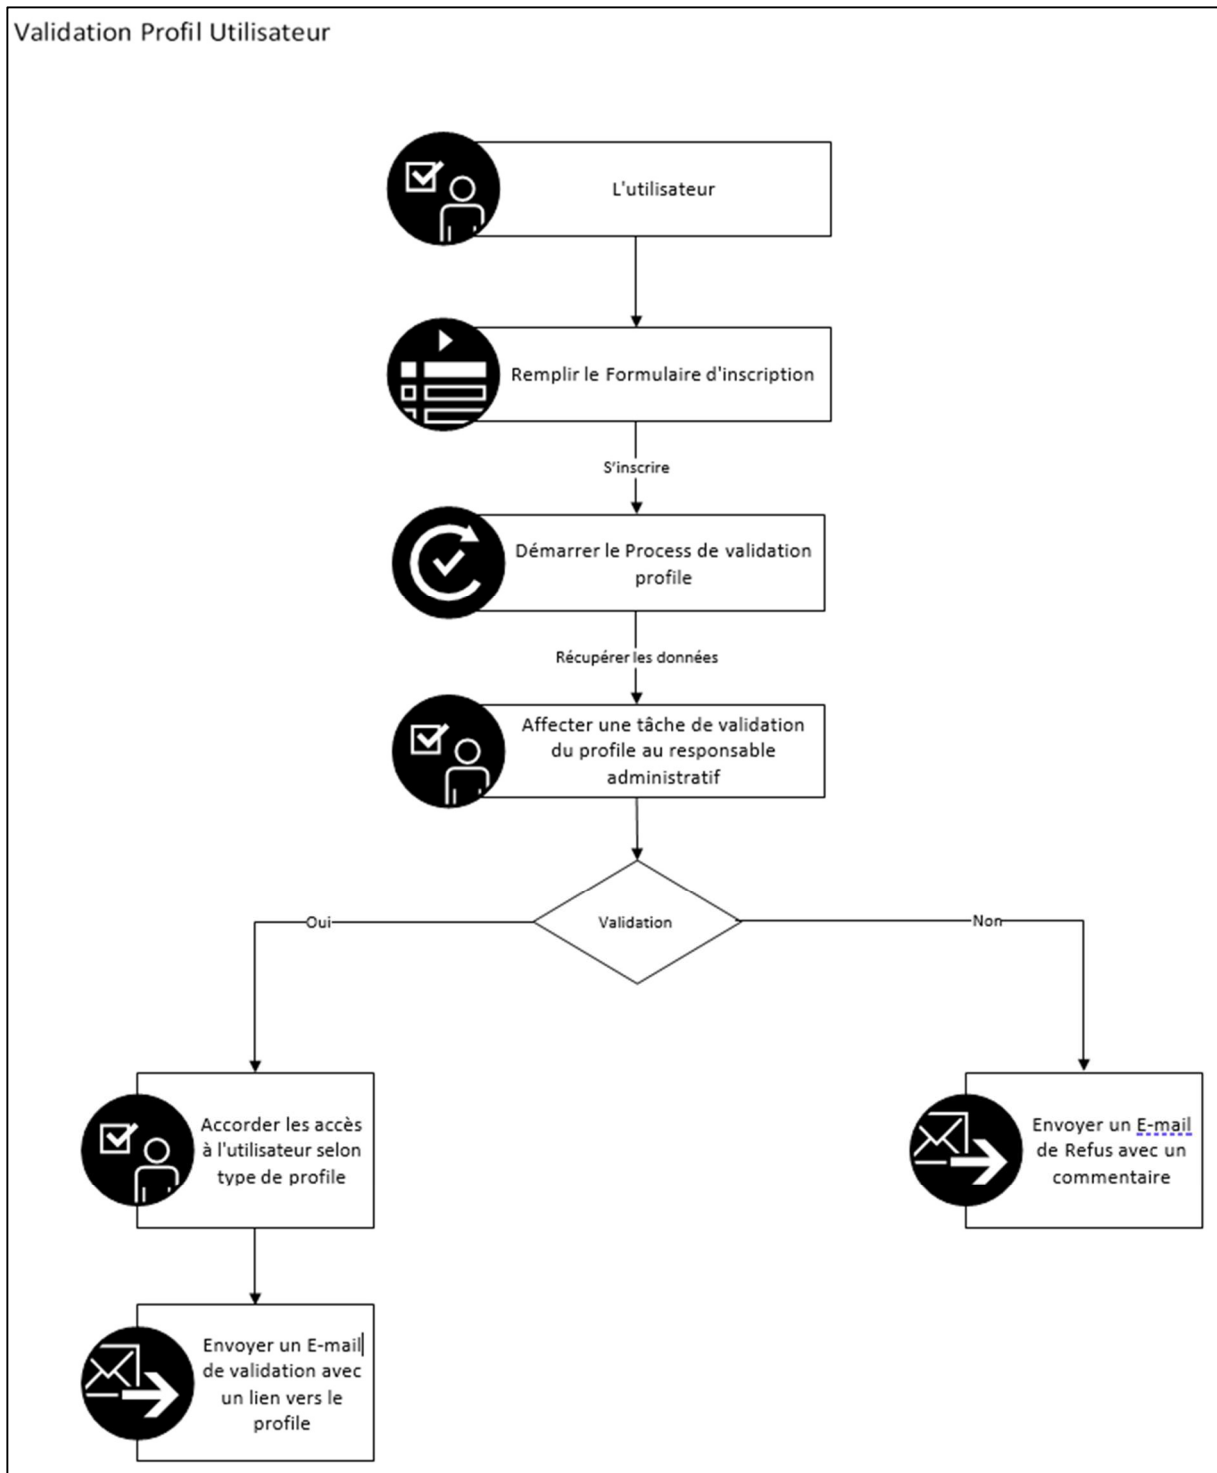 Validation Profil Utilisateur
L'utilisateur
Remplir le Formulaire d'inscription
S'inscrire
Démarrer le Process de validation
profile
Récupérer les données
Affecter une tâche de validation
du profile au responsable
administratif
Validation
Oui
Non
Accorder les accès
à l'utilisateur selon
type de profile
Envoyer un E-mail
de Refus avec un
commentaire
Envoyer un E-mail
de validation avec
un lien vers le
profile